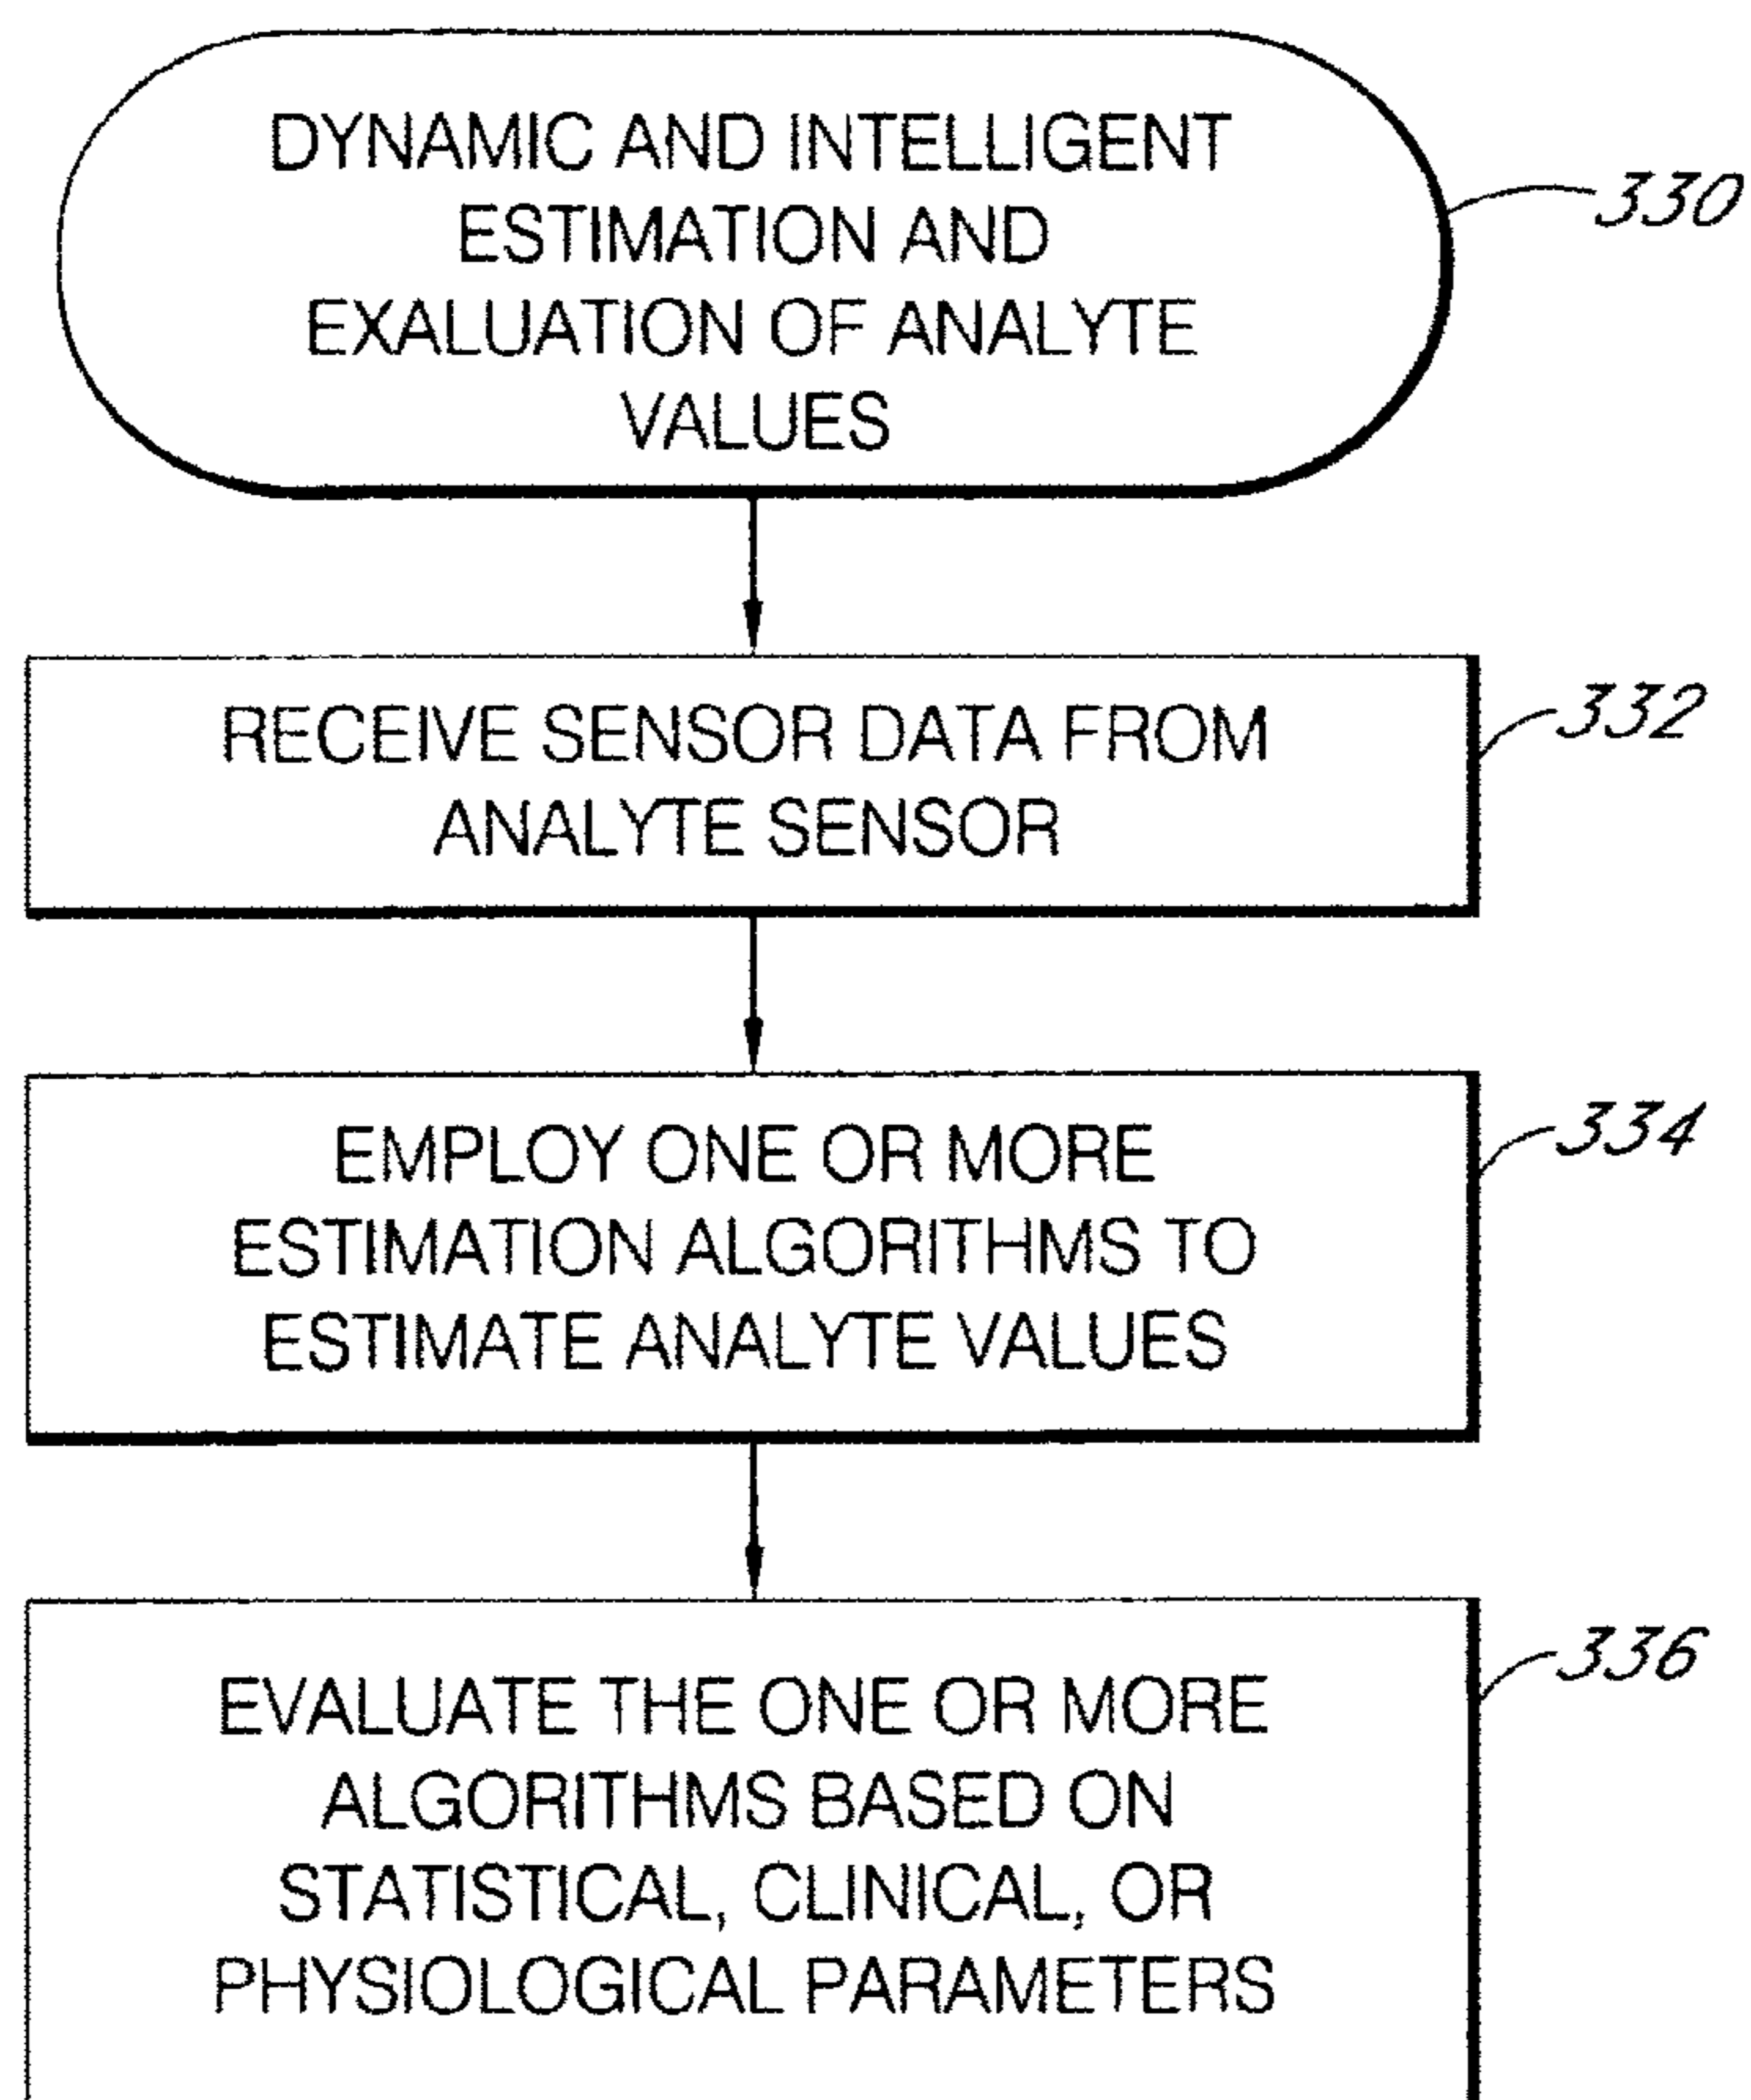 DYNAMIC AND INTELLIGENT
ESTIMATION AND
EXALUATION OF ANALYTE
VALUES
330
RECEIVE SENSOR DATA FROM
ANALYTE SENSOR
332
EMPLOY ONE OR MORE
ESTIMATION ALGORITHMS TO
ESTIMATE ANALYTE VALUES
334
EVALUATE THE ONE OR MORE
ALGORITHMS BASED ON
STATISTICAL, CLINICAL, OR
PHYSIOLOGICAL PARAMETERS
336